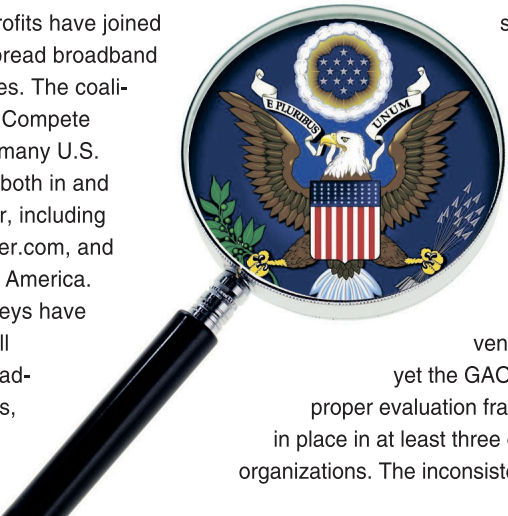 rofits have joined
pread broadband
es. The coali-
Compete
many U.S.
both in and
r, including
er.com, and
America.
eys have
ll
ad-
s,
E PLURIBUS UNUM
s
ven
yet the GAO
proper evaluation fra
in place in at least three
organizations. The inconsiste